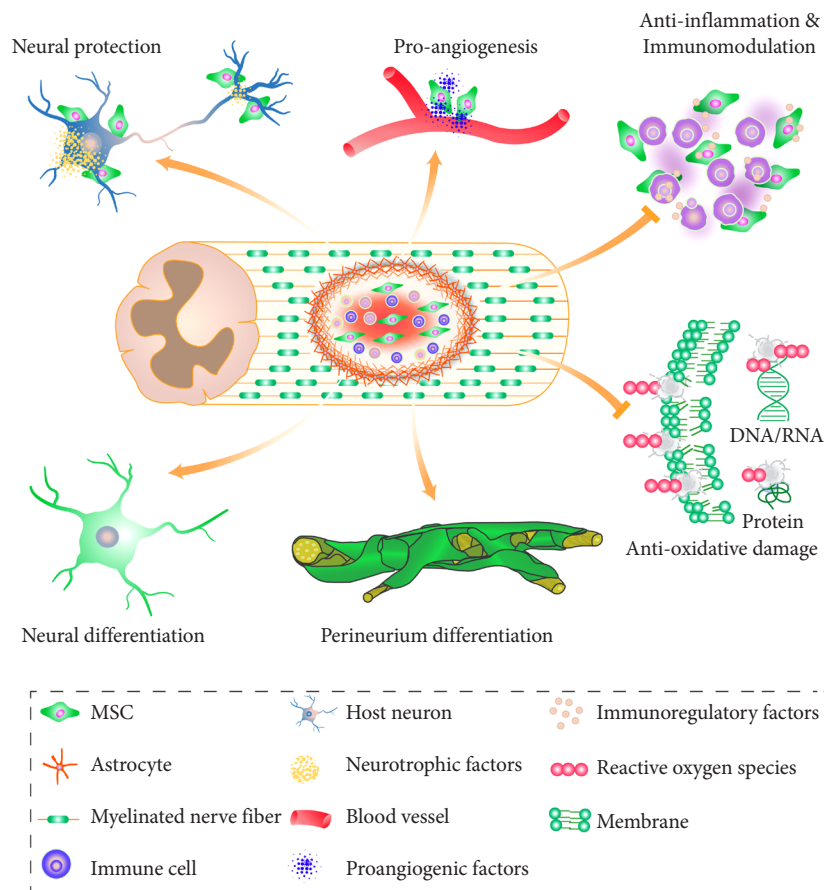 Neural protection
Pro-angiogenesis
Anti-inflammation &
Immunomodulation
DNA/RNA
Protein
Anti-oxidative damage
Neural differentiation
Perineurium differentiation
MSC
Host neuron
Immunoregulatory factors
Astrocyte
Neurotrophic factors
Reactive oxygen species
Myelinated nerve fiber
Blood vessel
Membrane
Immune cell
Proangiogenic factors